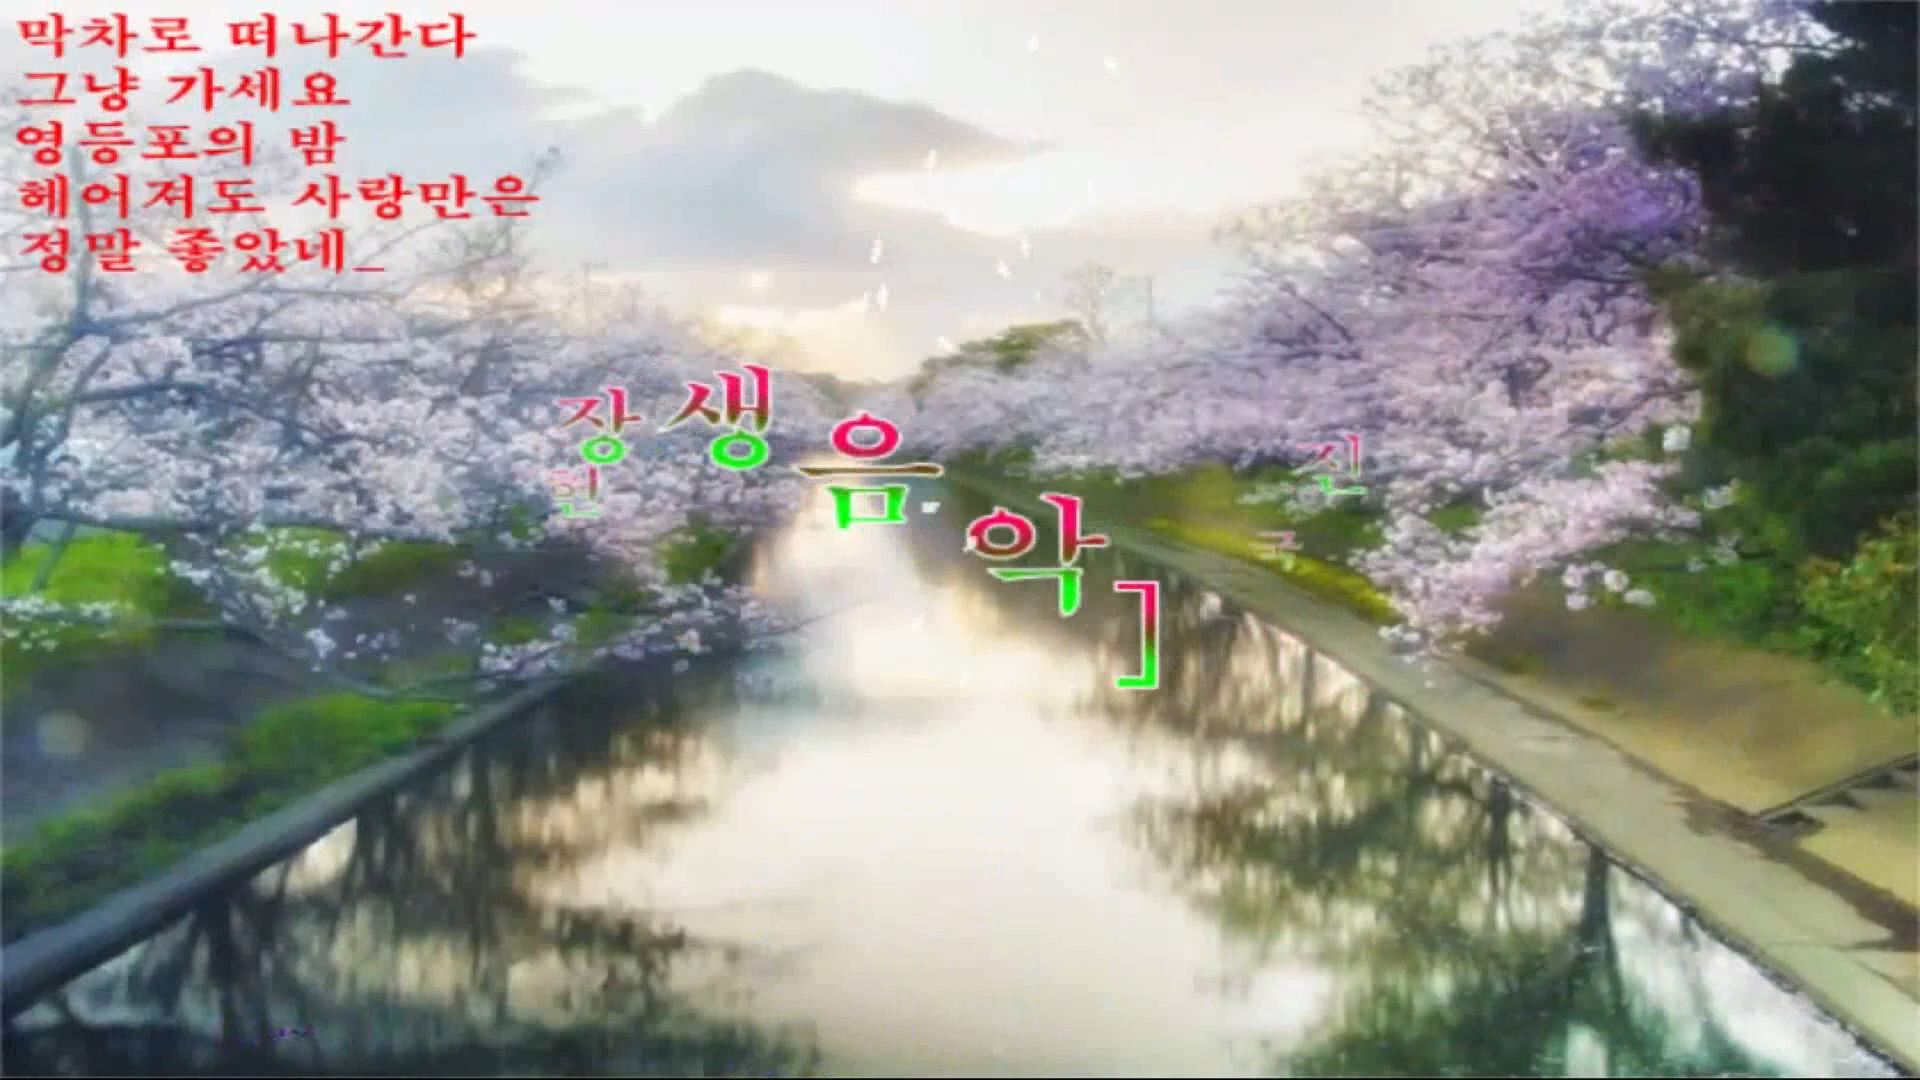 막차로 떠나간다
그냥 가세요
영등포의 밤
헤어져도 사랑만은
정말 좋았네_
장생음악]
진